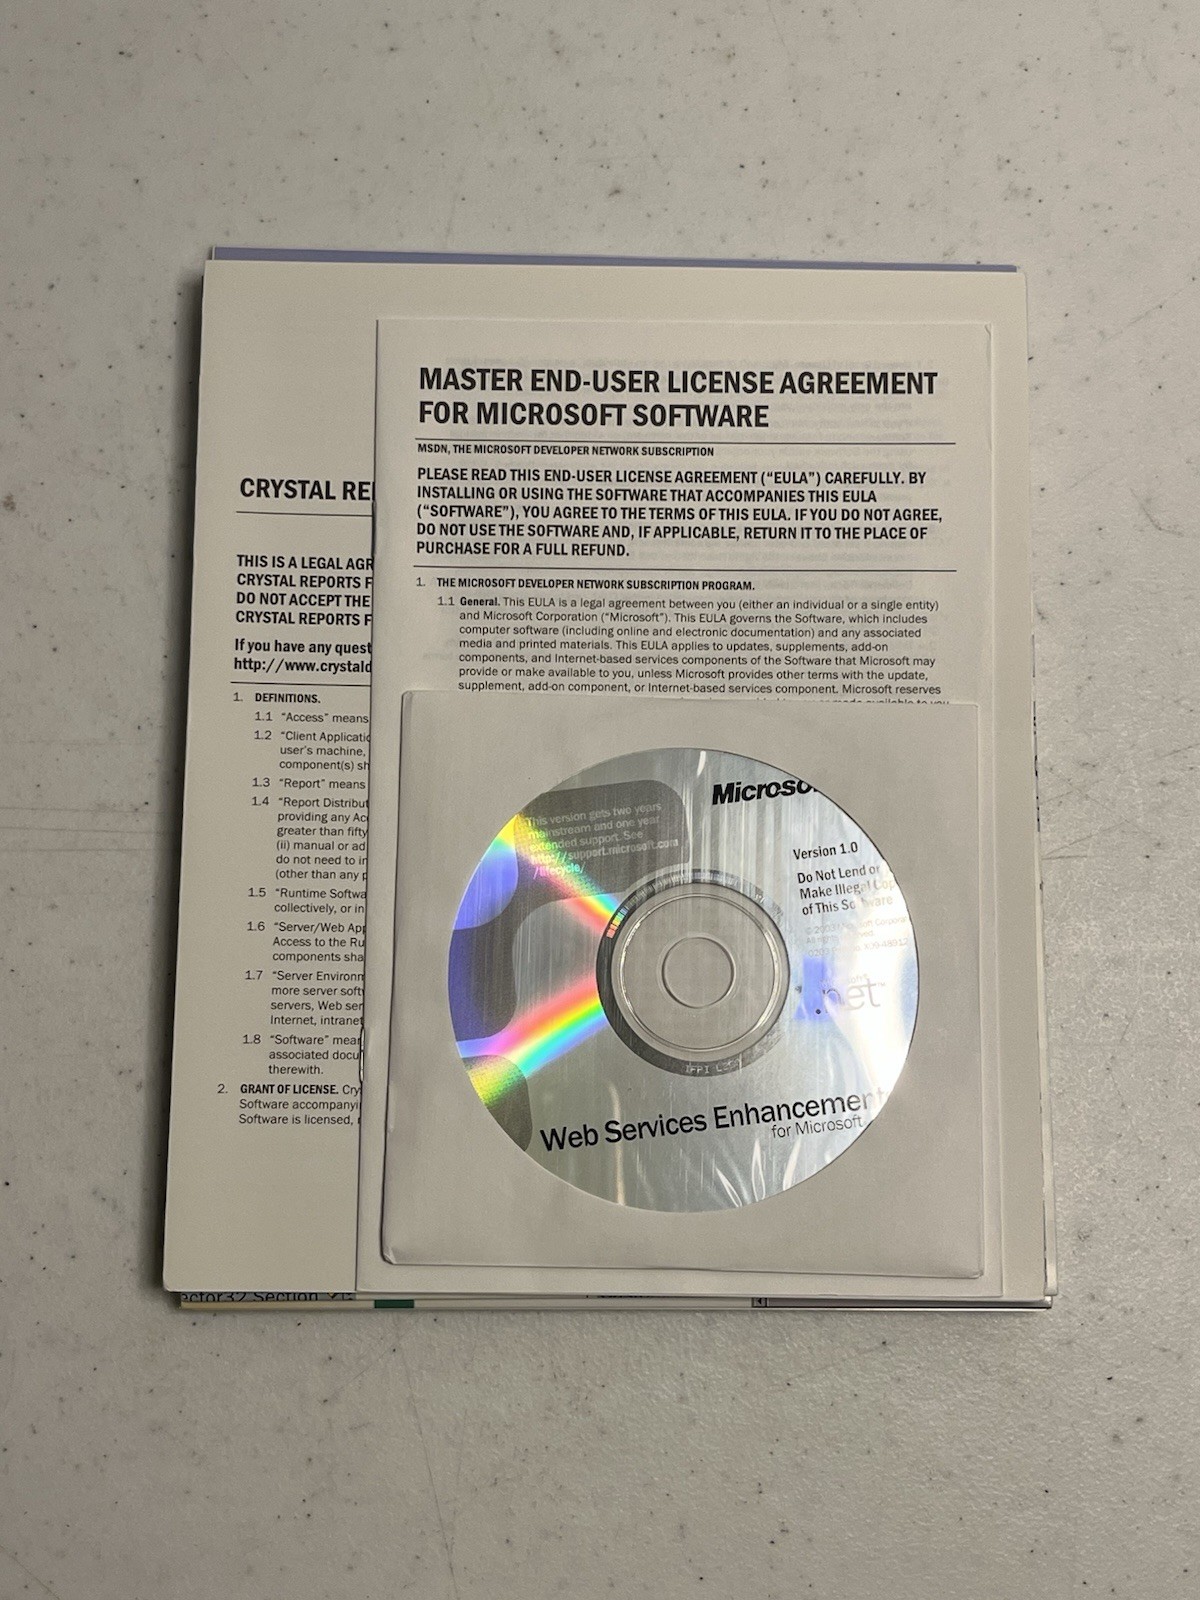 MASTER END-USER LICENSE AGREEMENT
FOR MICROSOFT SOFTWARE
MSDN, THE MICROSOFT DEVELOPER NETWORK SUBSCRIPTION
PLEASE READ THIS END-USER LICENSE AGREEMENT (“EULA”) CAREFULLY. BY
INSTALLING OR USING THE SOFTWARE THAT ACCOMPANIES THIS EULA
(“SOFTWARE”), YOU AGREE TO THE TERMS OF THIS EULA. IF YOU DO NOT AGREE,
DO NOT USE THE SOFTWARE AND, IF APPLICABLE, RETURN IT TO THE PLACE OF
PURCHASE FOR A FULL REFUND.
1. THE MICROSOFT DEVELOPER NETWORK SUBSCRIPTION PROGRAM.
1.1 General. This EULA is a legal agreement between you (either an individual or a single entity)
and Microsoft Corporation (“Microsoft”). This EULA governs the Software, which includes
computer software (including online and electronic documentation) and any associated
media and printed materials. This EULA applies to updates, supplements, add-on
components, and Internet-based services components of the Software that Microsoft may
provide or make available to you, unless Microsoft provides other terms with the update,
supplement, add-on component, or Internet-based services component. Microsoft reserves
CRYSTAL RE
THIS IS A LEGAL AGR
CRYSTAL REPORTS F
DO NOT ACCEPT THE
CRYSTAL REPORTS F
If you have any quest
http://www.crystald
1. DEFINITIONS.
1.1 “Access” means
1.2 “Client Applicatic
user’s machine,
component(s) sh
1.3 “Report” means
1.4 “Report Distribut
providing any Acc
greater than fifty
(ii) manual or ad
do not need to ir
(other than any p
1.5 “Runtime Softwa
collectively, or in
1.6 “Server/Web App
Access to the Ru
components sha
1.7 “Server Environm
more server soft
servers, Web ser
Internet, intranet
1.8 “Software” mear
associated docu
therewith.
2. GRANT OF LICENSE. Cry
Software accompanyi
Software is licensed,
Microso
This version gets two years
mainstream and one year
extended support. See
http://support.microsoft.com
/lifecycle/
Version 1.0
Do Not Lend or
Make Illegal Cop
of This Software
.net
Web Services Enhancement
for Microsoft
ector32 Section